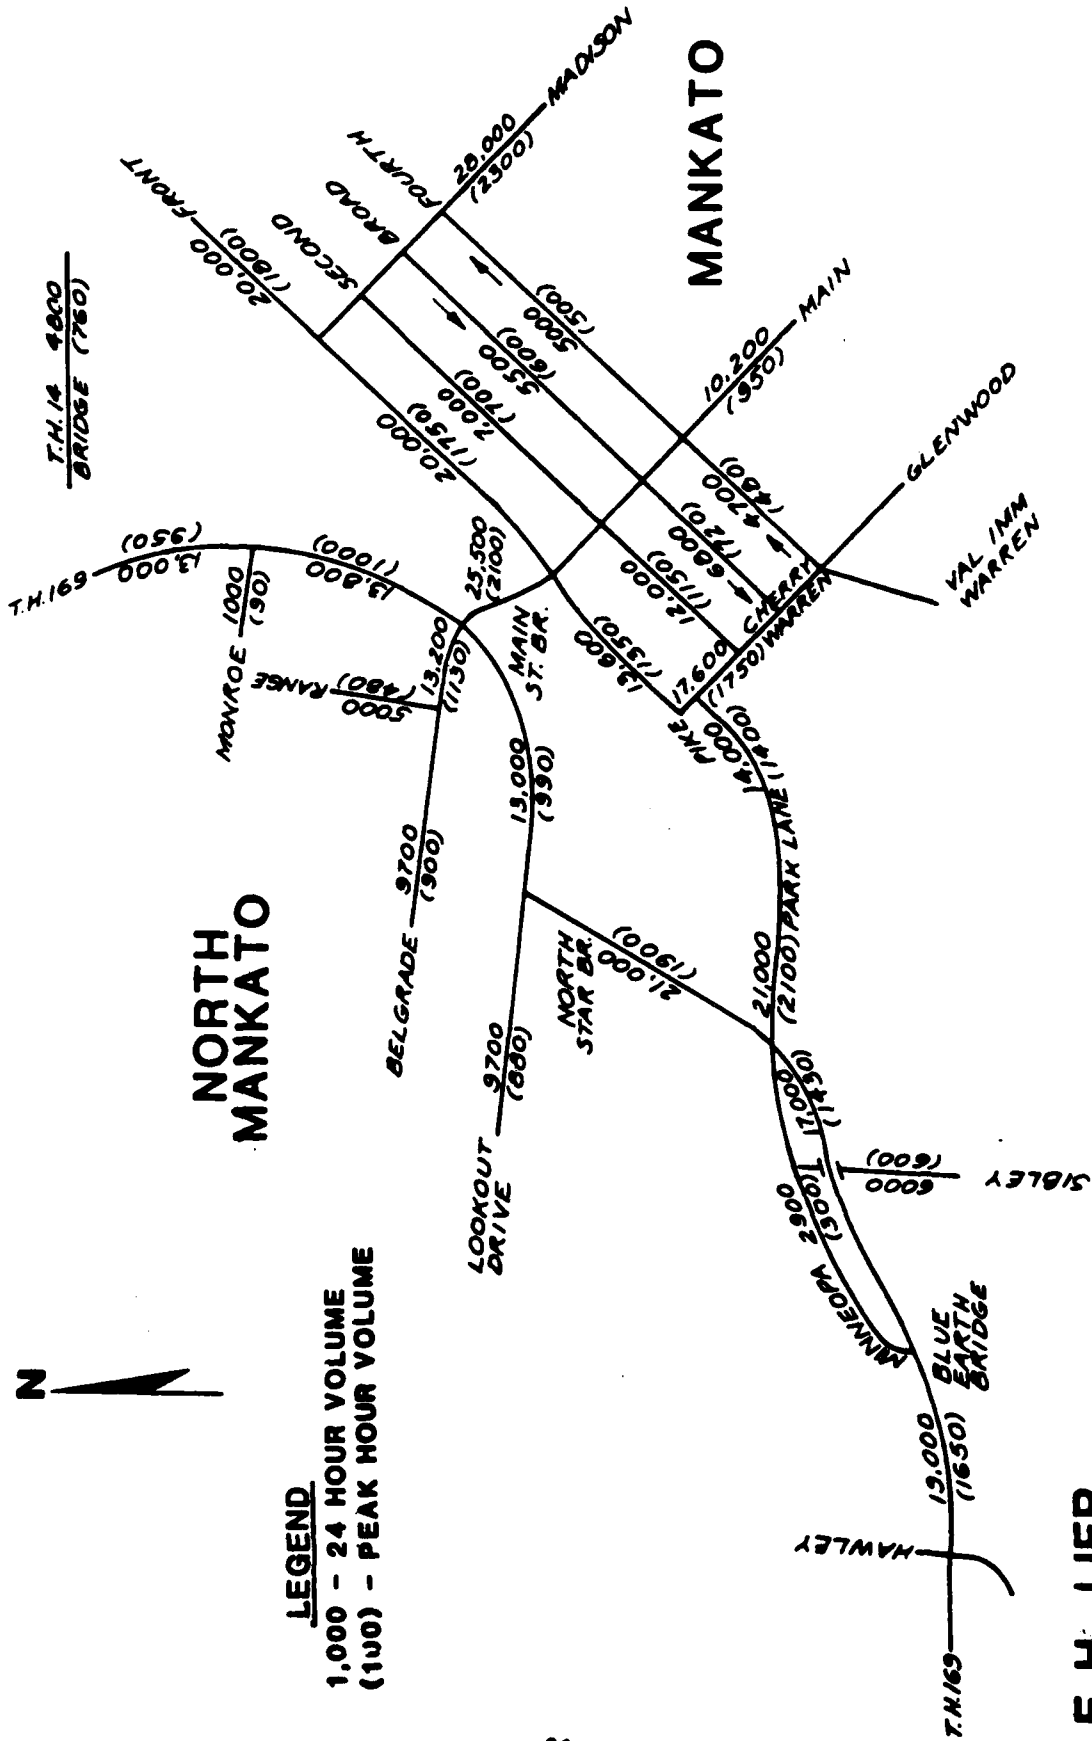 N
T.H. 14 4800
BRIDGE (760)
NORTH
MANKATO
MANKATO
LEGEND
1,000 - 24 HOUR VOLUME
(100) - PEAK HOUR VOLUME
T.H. 169
13,000
(950)
MONROE 1000
(90)
13,800
(1000)
RANGE
5000
(480)
13,200
(1130)
25,500
(2100)
MAIN
ST. BR.
BELGRADE 9700
(900)
13,000
(990)
LOOKOUT
DRIVE
9700
(880)
NORTH
STAR BR.
21,000
(1900)
FRONT
20,000
(1800)
SECOND
BROAD
FOURTH
28,000
(2300)
MADISON
20,000
(1750)
7,000
(700)
5500
(600)
5000
(500)
10,200
(950)
MAIN
13,600
(1350)
12,000
(1150)
6800
(720)
4700
(480)
CHERRY
WARREN
17,600
(1750)
PIKE
14,000
(1400)
GLENWOOD
VAL IMM
WARREN
PARK LANE
21,000
(2100)
17,000
(1450)
2900
(300)
MINNEOPA
6000
(600)
SIBLEY
BLUE
EARTH
BRIDGE
19,000
(1650)
HAWLEY
T.H. 169